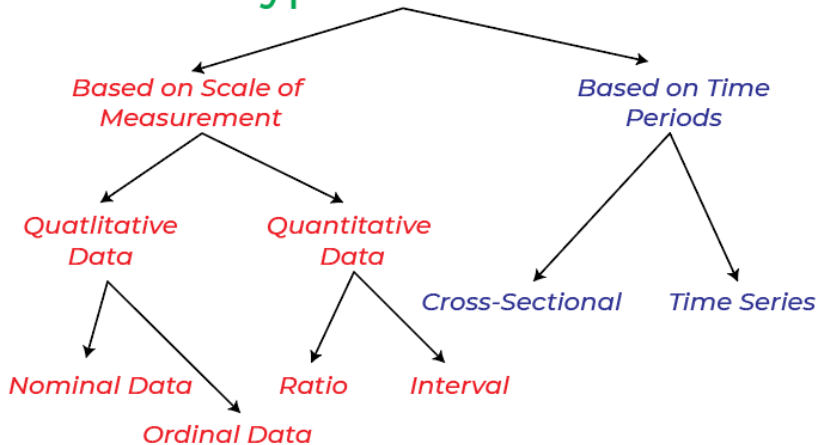 Based on Scale of
Measurement
Based on Time
Periods
Quatlitative
Data
Quantitative
Data
Cross-Sectional
Time Series
Nominal Data
Ratio
Interval
Ordinal Data